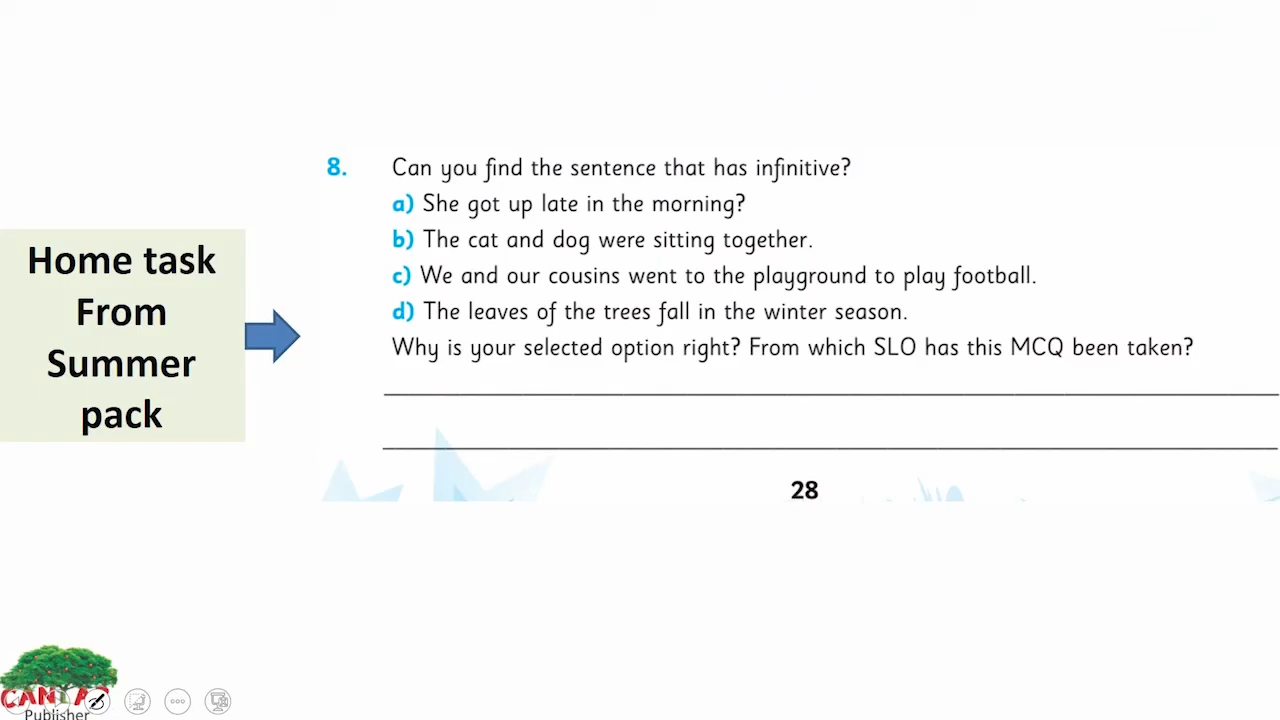 8. Can you find the sentence that has infinitive?
a) She got up late in the morning?
b) The cat and dog were sitting together.
c) We and our cousins went to the playground to play football.
d) The leaves of the trees fall in the winter season.
Why is your selected option right? From which SLO has this MCQ been taken?
28
Home task
From
Summer
pack
Publisher